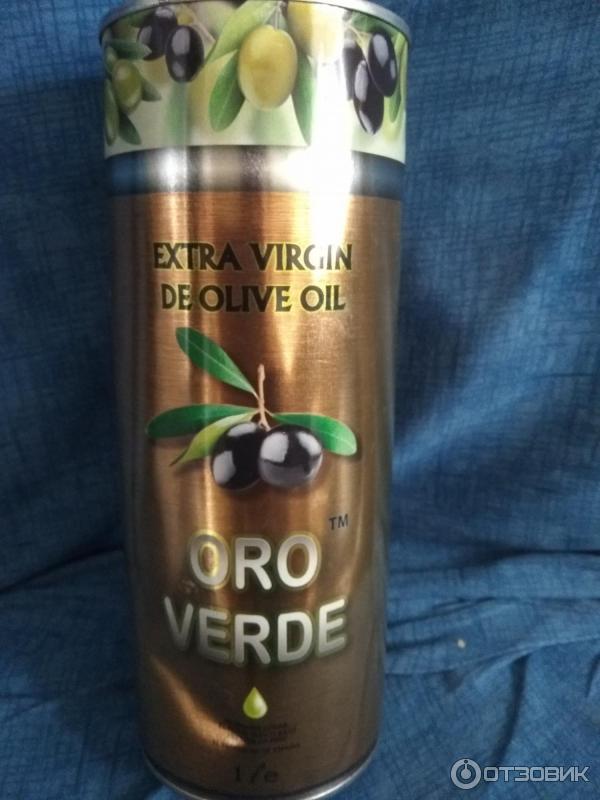 EXTRA VIRGIN
DE OLIVE OIL
TM
ORO
VERDE
1 l e
ОТЗОВИК